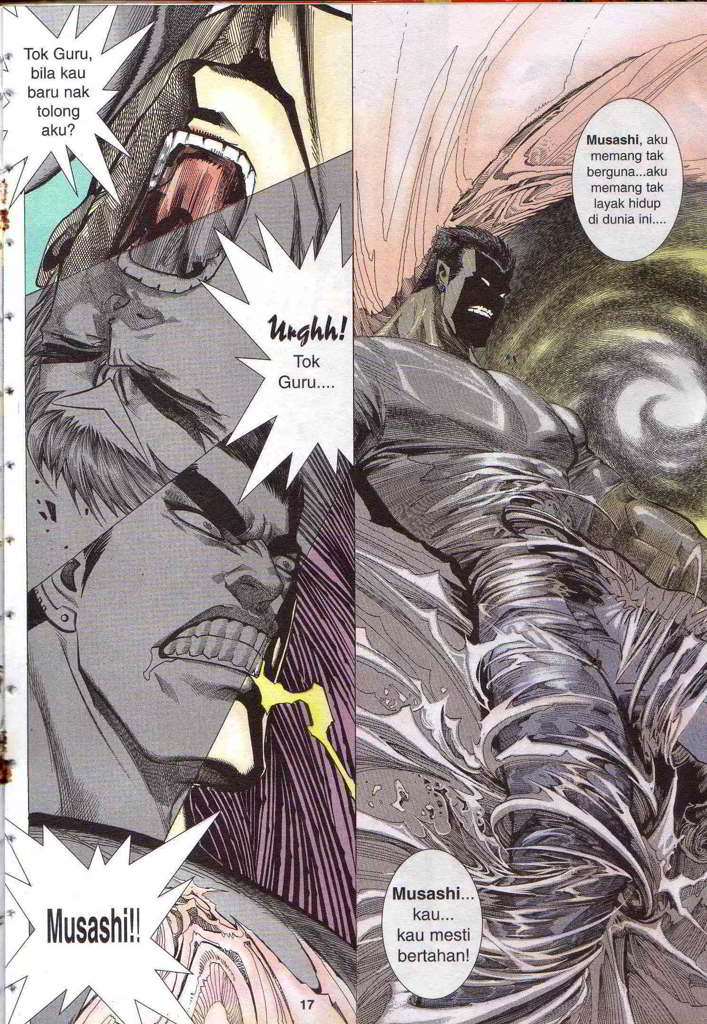 Tok Guru,
bila kau
baru nak
tolong
aku?
Urghh!
Tok
Guru....
Musashi!!
Musashi, aku
memang tak
berguna...aku
memang tak
layak hidup
di dunia ini....
Musashi...
kau...
kau mesti
bertahan!
17